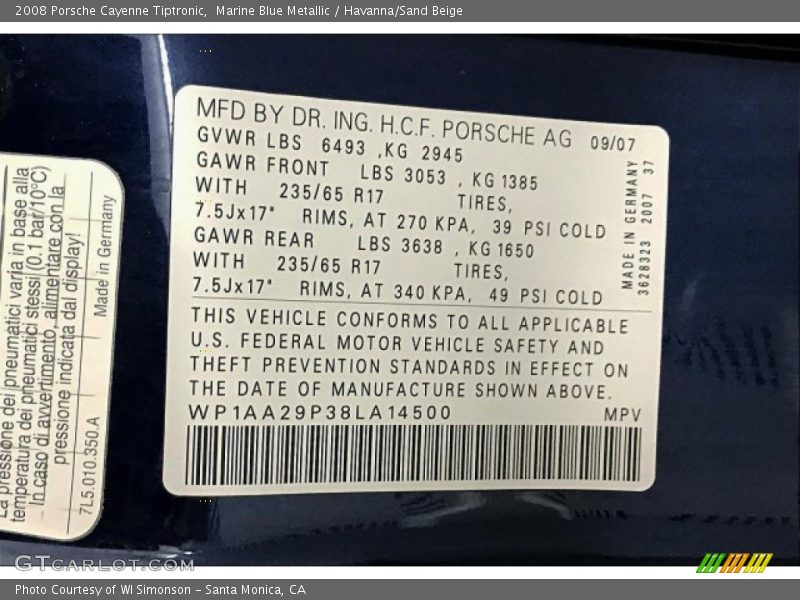 2008 Porsche Cayenne Tiptronic,  Marine Blue Metallic / Havanna/Sand Beige
MFD BY DR. ING. H.C.F. PORSCHE AG 09/07
GVWR LBS 6493 ,KG 2945
GAWR FRONT LBS 3053 , KG 1385
WITH 235/65 R17 TIRES,
7.5Jx17" RIMS, AT 270 KPA, 39 PSI COLD
GAWR REAR LBS 3638 , KG 1650
WITH 235/65 R17 TIRES,
7.5Jx17" RIMS, AT 340 KPA, 49 PSI COLD
MADE IN GERMANY
3628323 2007 37
THIS VEHICLE CONFORMS TO ALL APPLICABLE
U.S. FEDERAL MOTOR VEHICLE SAFETY AND
THEFT PREVENTION STANDARDS IN EFFECT ON
THE DATE OF MANUFACTURE SHOWN ABOVE.
WP1AA29P38LA14500 MPV
La pressione dei pneumatici varia in base alla
temperatura dei pneumatici stessi (0.1 bar/10°C)
In caso di avvertimento, alimentare con la
pressione indicata dal display!
7L5.010.350.A Made in Germany
GTCARLOT.COM
Photo Courtesy of WI Simonson - Santa Monica, CA